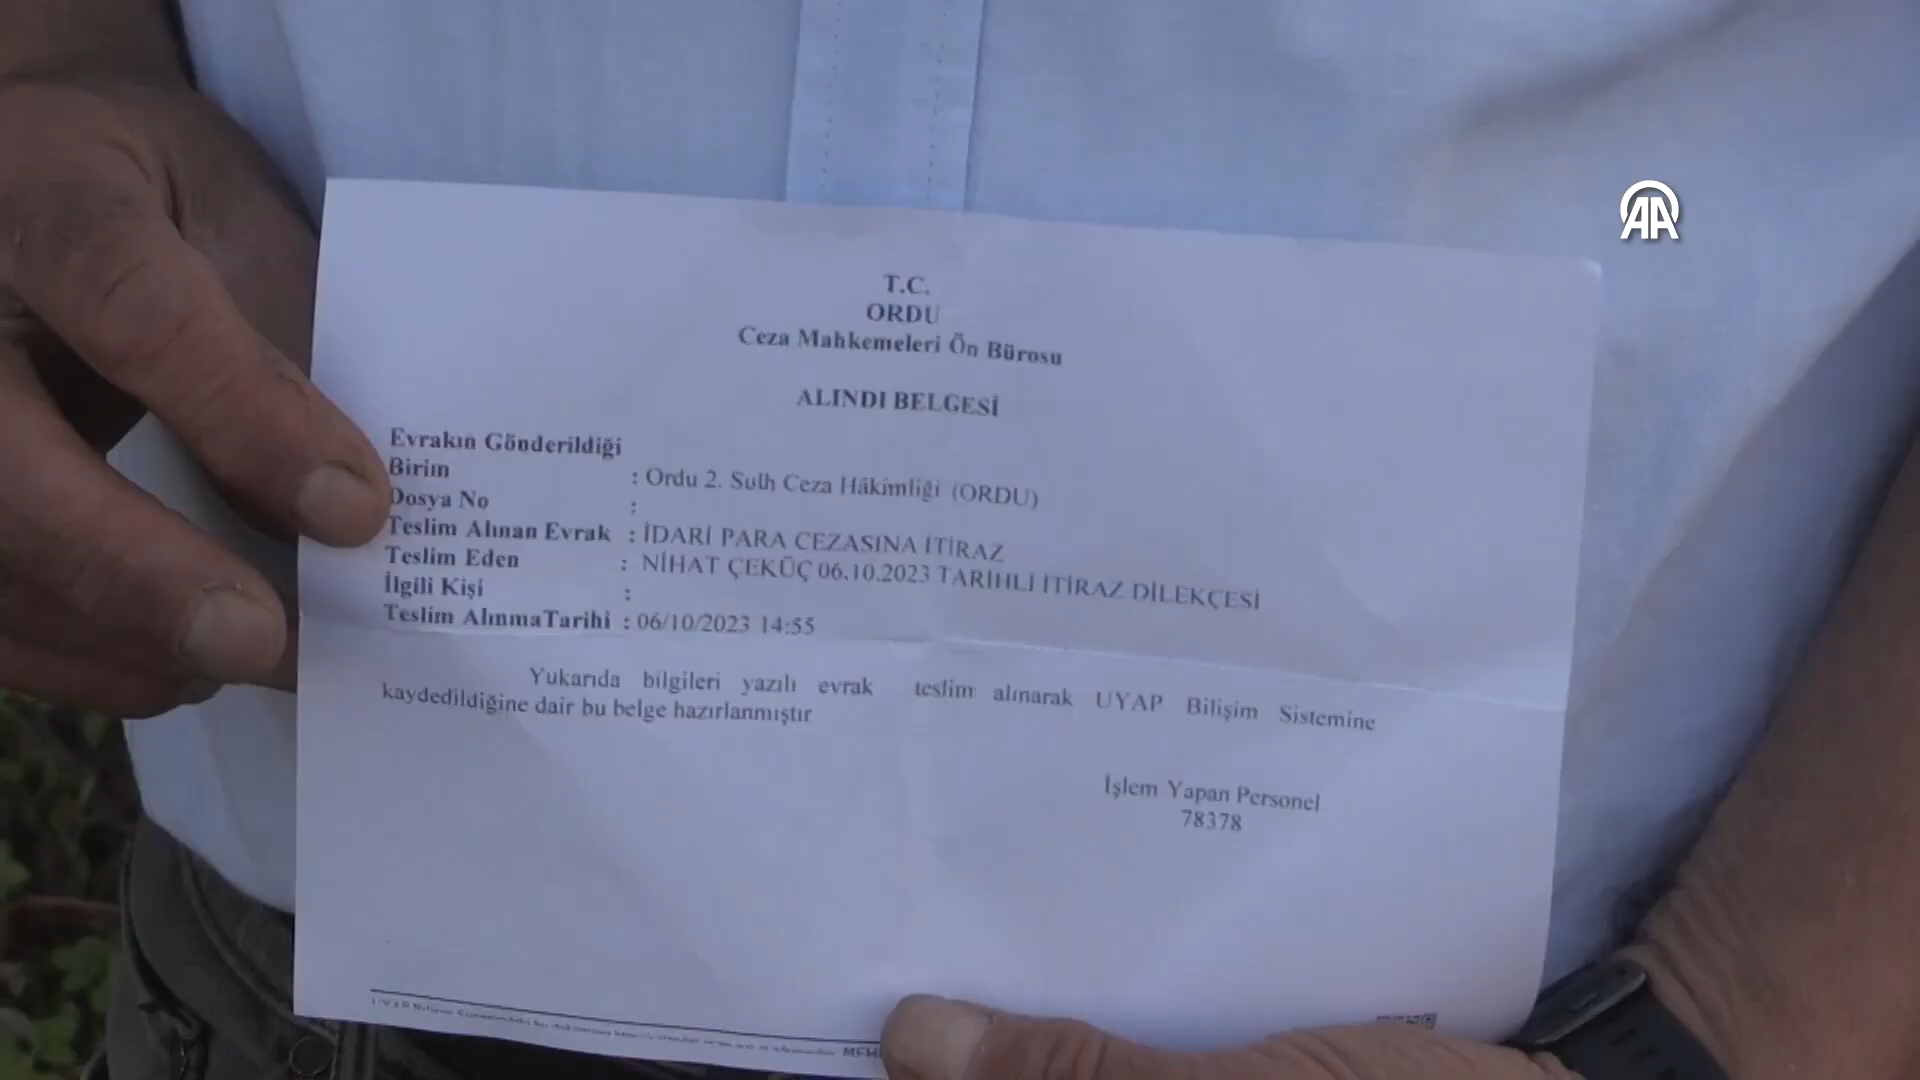 AA
T.C.
ORDU
Ceza Mahkemeleri Ön Bürosu
ALINDI BELGESİ
Evrakın Gönderildiği
Birim : Ordu 2. Sulh Ceza Hâkimliği (ORDU)
Dosya No :
Teslim Alınan Evrak : İDARİ PARA CEZASINA İTİRAZ
Teslim Eden : NİHAT ÇEKÜÇ 06.10.2023 TARİHLİ İTİRAZ DİLEKÇESİ
İlgili Kişi :
Teslim AlınmaTarihi : 06/10/2023 14:55
Yukarıda bilgileri yazılı evrak teslim alınarak UYAP Bilişim Sistemine
kaydedildiğine dair bu belge hazırlanmıştır
İşlem Yapan Personel
78378